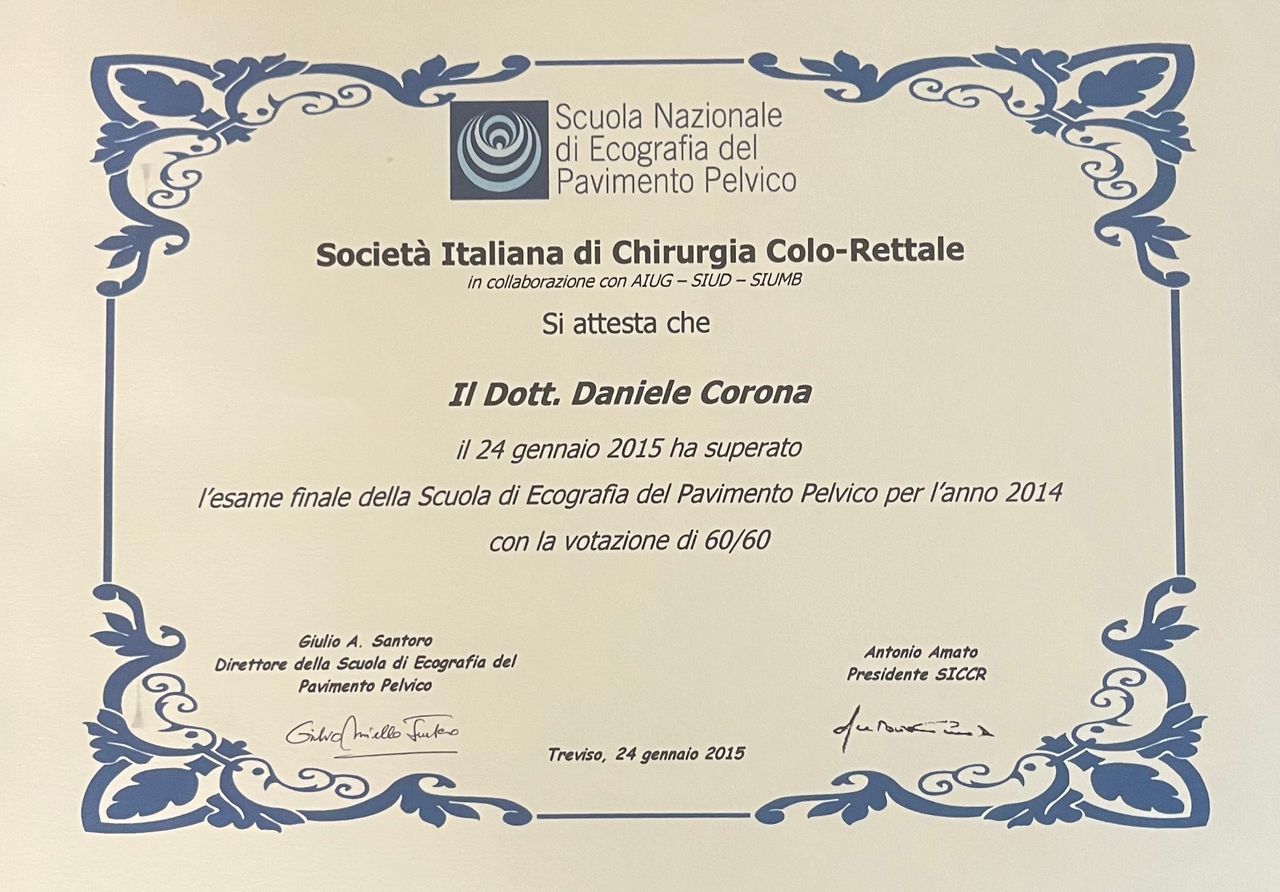 Scuola Nazionale
di Ecografia del
Pavimento Pelvico
Società Italiana di Chirurgia Colo-Rettale
in collaborazione con AIUG – SIUD – SIUMB
Si attesta che
Il Dott. Daniele Corona
il 24 gennaio 2015 ha superato
l'esame finale della Scuola di Ecografia del Pavimento Pelvico per l'anno 2014
con la votazione di 60/60
Giulio A. Santoro
Direttore della Scuola di Ecografia del
Pavimento Pelvico
Antonio Amato
Presidente SICCR
Treviso, 24 gennaio 2015